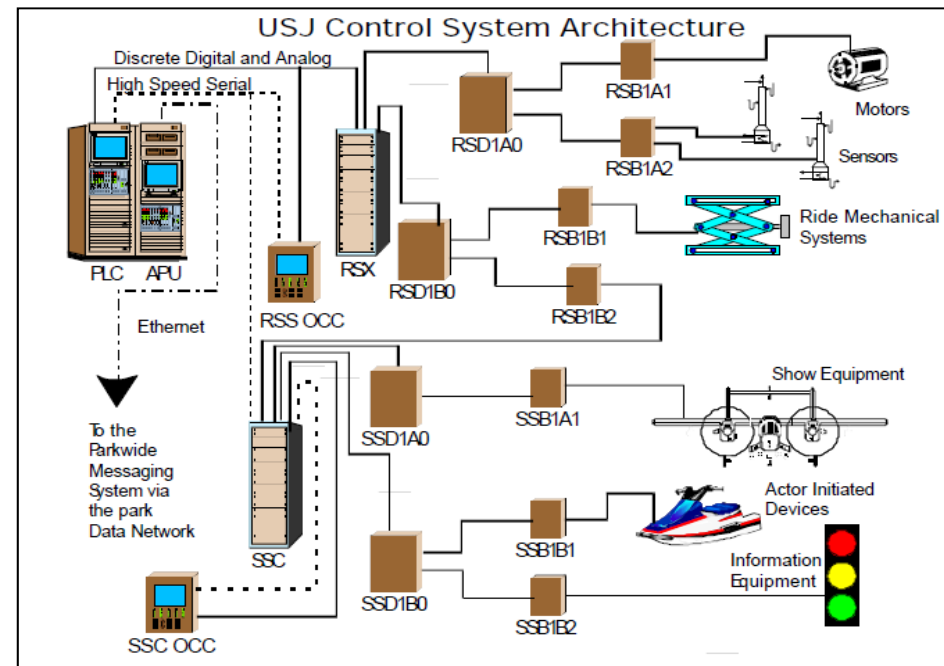 USJ Control System Architecture
Discrete Digital and Analog
High Speed Serial
PLC
APU
RSX
RSS OCC
RSD1A0
RSB1A1
Motors
RSB1A2
Sensors
RSB1B1
Ride Mechanical
Systems
RSD1B0
RSB1B2
Ethernet
To the
Parkwide
Messaging
System via
the park
Data Network
SSD1A0
SSB1A1
Show Equipment
SSC
Actor Initiated
Devices
SSB1B1
SSD1B0
Information
Equipment
SSB1B2
SSC OCC